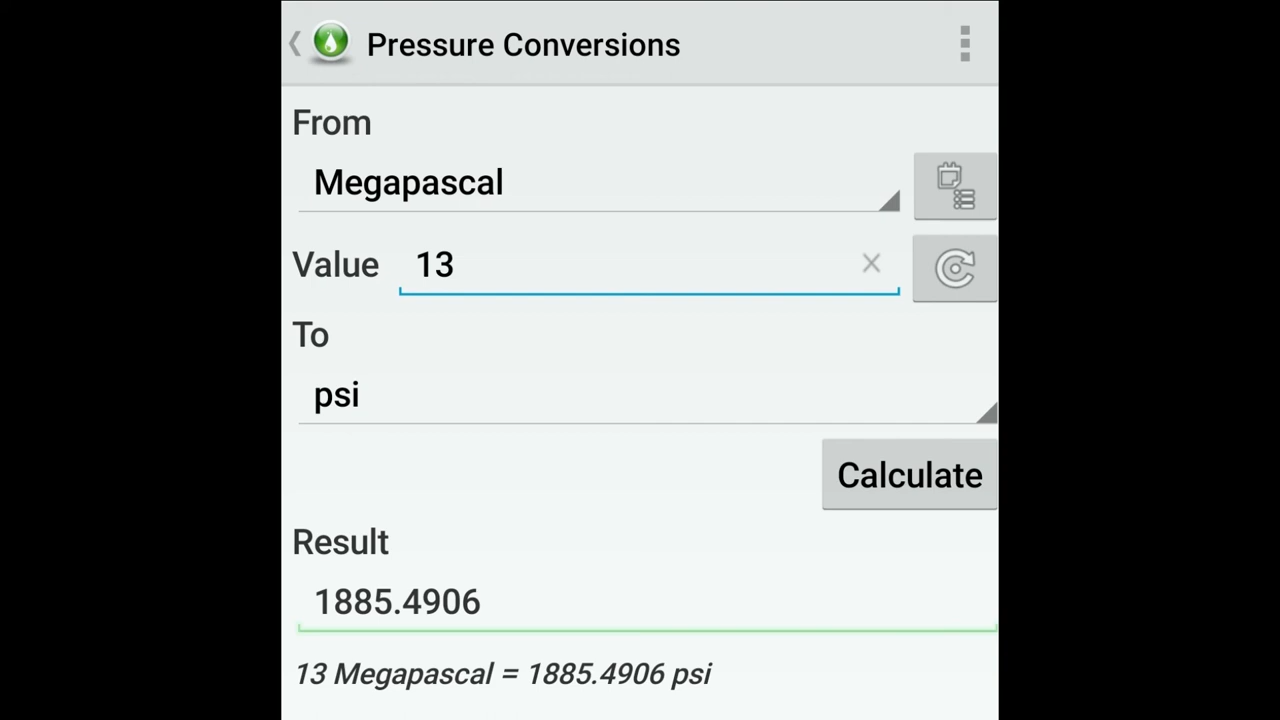 Pressure Conversions
From
Megapascal
Value 13
To
psi
Calculate
Result
1885.4906
13 Megapascal = 1885.4906 psi